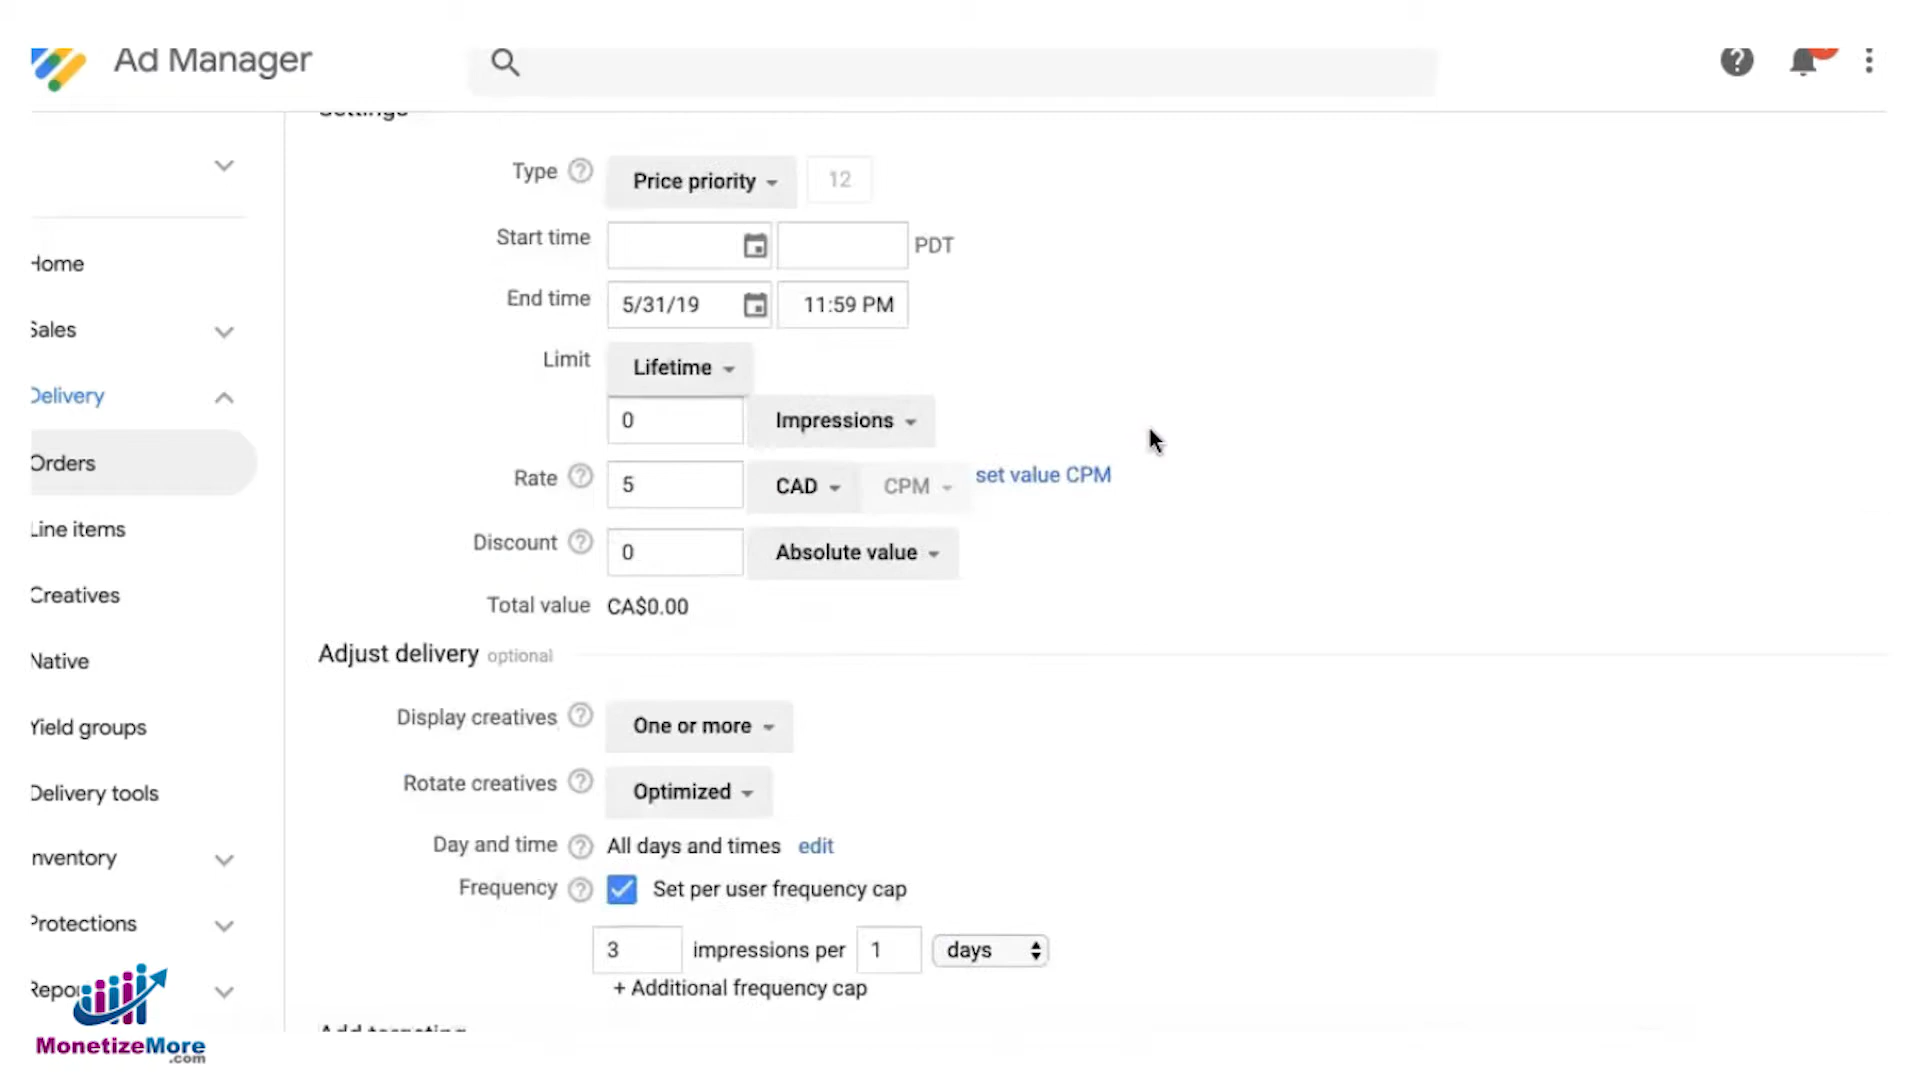 Ad Manager
Settings
Type
Price priority
12
Start time
PDT
End time
5/31/19
11:59 PM
Limit
Lifetime
0
Impressions
Rate
5
CAD
CPM
set value CPM
Discount
0
Absolute value
Total value
CA$0.00
Adjust delivery optional
Display creatives
One or more
Rotate creatives
Optimized
Day and time
All days and times edit
Frequency
Set per user frequency cap
3 impressions per 1 days
+ Additional frequency cap
Add targeting
Home
Sales
Delivery
Orders
Line items
Creatives
Native
Yield groups
Delivery tools
nventory
Protections
Repo
MonetizeMore
.com